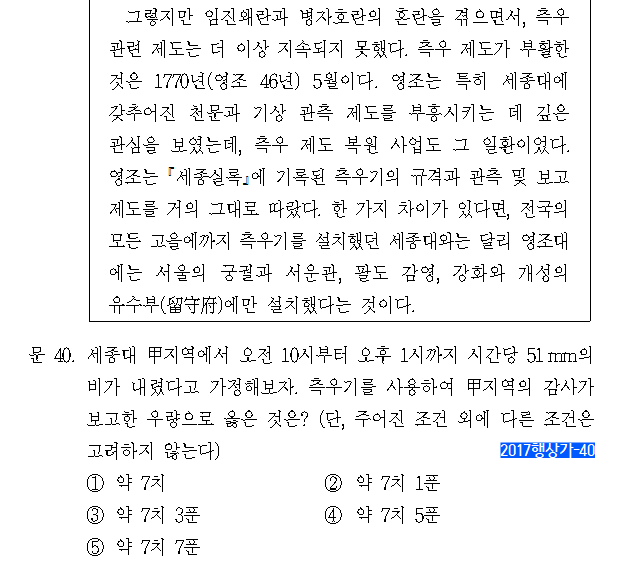 그렇지만 임진왜란과 병자호란의 혼란을 겪으면서, 측우
관련 제도는 더 이상 지속되지 못했다. 측우 제도가 부활한
것은 1770년(영조 46년) 5월이다. 영조는 특히 세종대에
갖추어진 천문과 기상 관측 제도를 부흥시키는 데 깊은
관심을 보였는데, 측우 제도 복원 사업도 그 일환이었다.
영조는 『세종실록』에 기록된 측우기의 규격과 관측 및 보고
제도를 거의 그대로 따랐다. 한 가지 차이가 있다면, 전국의
모든 고을에까지 측우기를 설치했던 세종대와는 달리 영조대
에는 서울의 궁궐과 서운관, 팔도 감영, 강화와 개성의
유수부(留守府)에만 설치했다는 것이다.
문 40. 세종대 甲지역에서 오전 10시부터 오후 1시까지 시간당 51mm의
비가 내렸다고 가정해보자. 측우기를 사용하여 甲지역의 감사가
보고한 우량으로 옳은 것은? (단, 주어진 조건 외에 다른 조건은
고려하지 않는다) 2017행상가-40
① 약 7치 ② 약 7치 1푼
③ 약 7치 3푼 ④ 약 7치 5푼
⑤ 약 7치 7푼